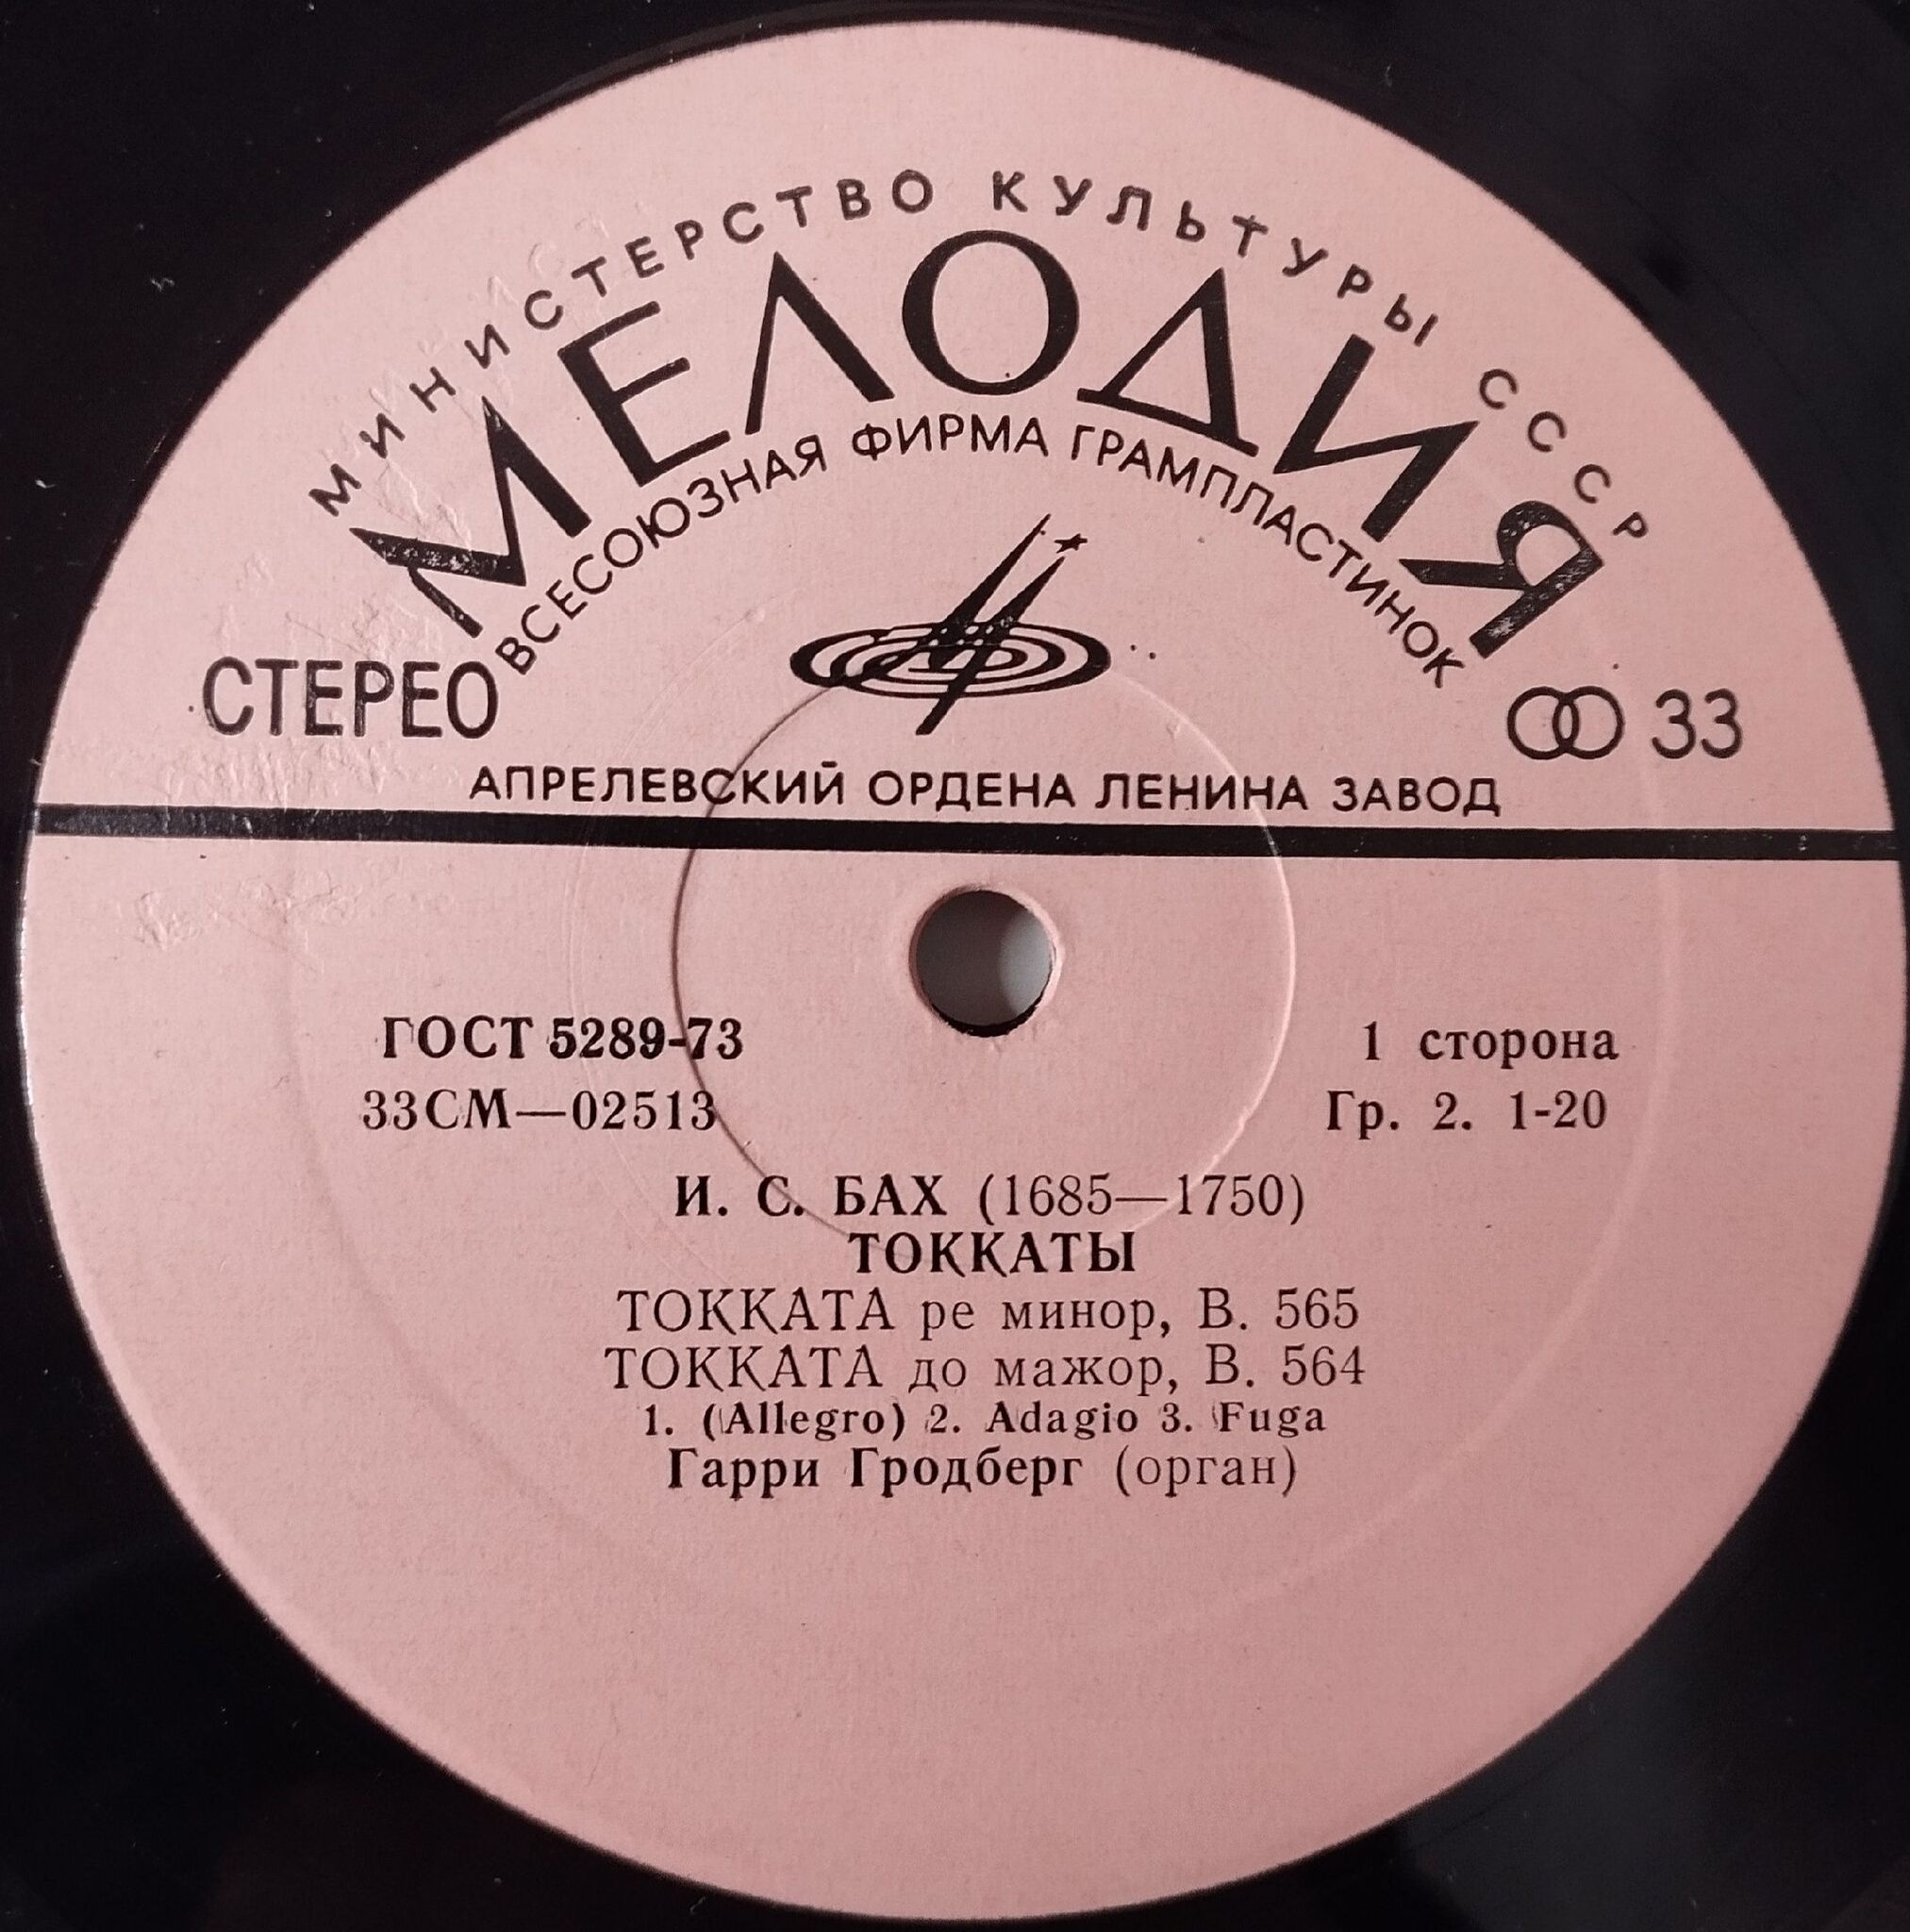 МИНИСТЕРСТВО КУЛЬТУРЫ СССР
МЕЛОДИЯ
ВСЕСОЮЗНАЯ ФИРМА ГРАМПЛАСТИНОК
СТЕРЕО
33
АПРЕЛЕВСКИЙ ОРДЕНА ЛЕНИНА ЗАВОД
ГОСТ 5289-73
1 сторона
33СМ—02513
Гр. 2. 1-20
И. С. БАХ (1685—1750)
ТОККАТЫ
ТОККАТА ре минор, В. 565
ТОККАТА до мажор, В. 564
1. (Allegro) 2. Adagio 3. Fuga
Гарри Гродберг (орган)